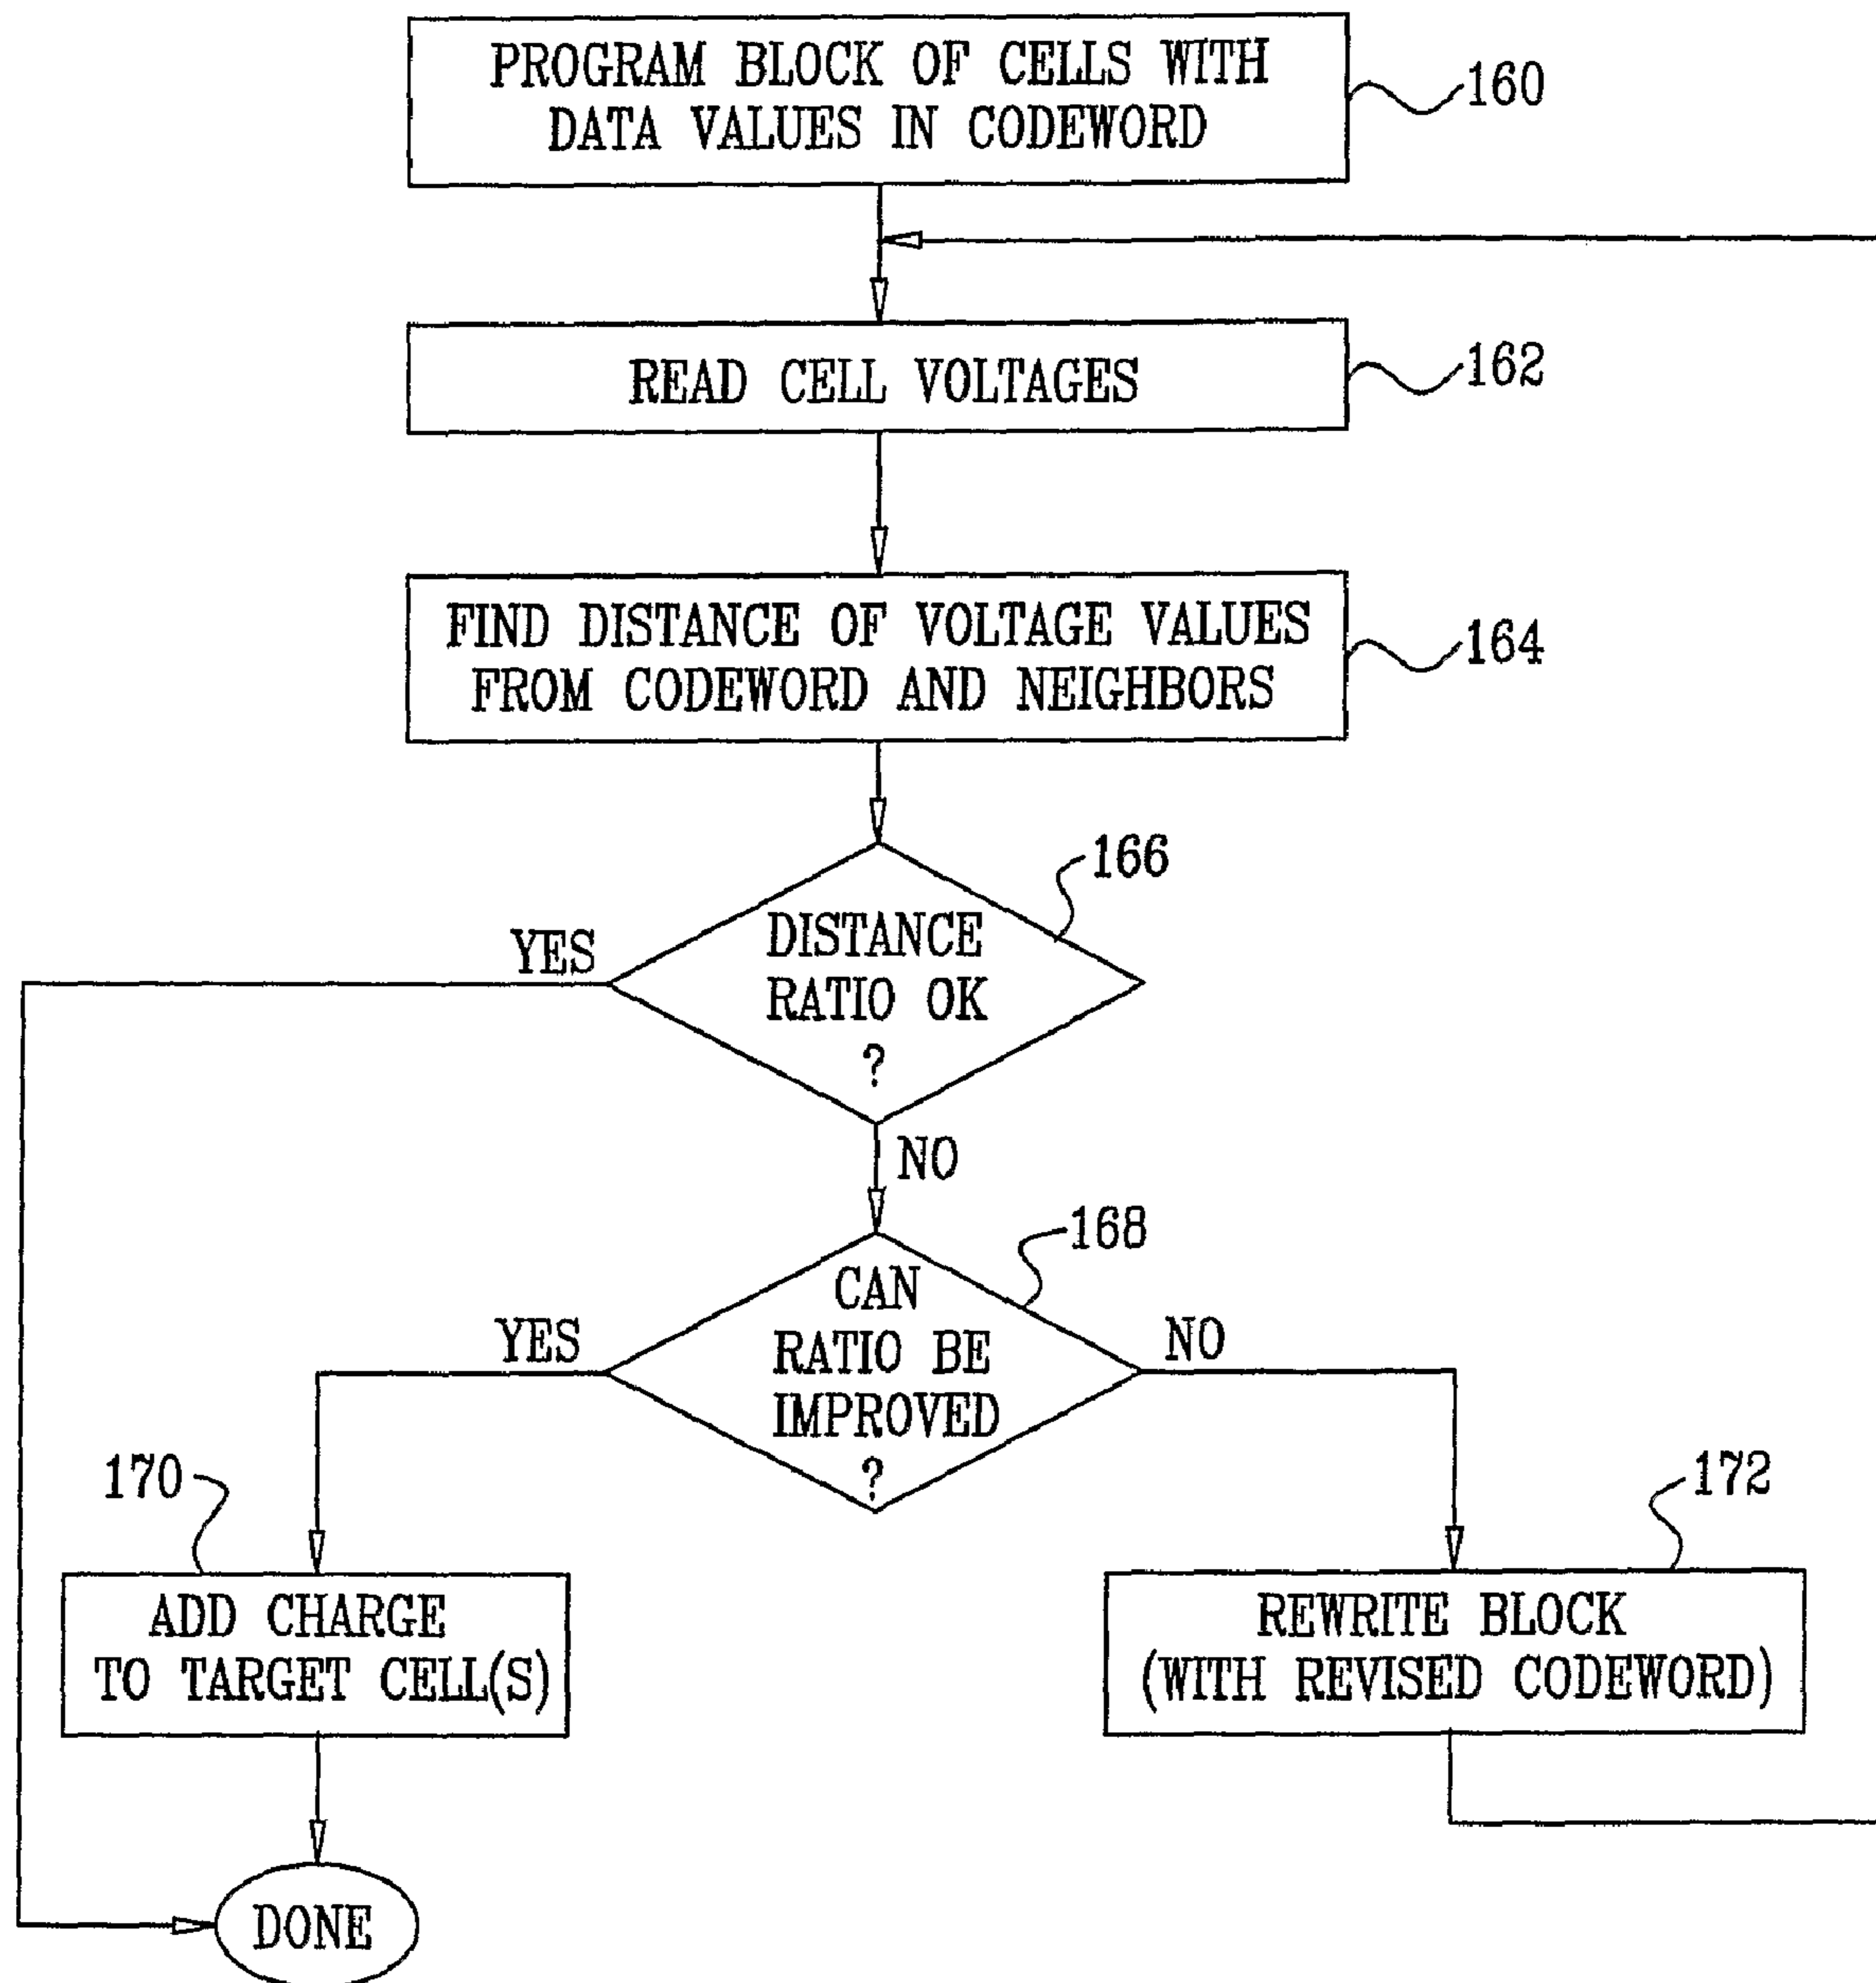 PROGRAM BLOCK OF CELLS WITH
DATA VALUES IN CODEWORD
160
READ CELL VOLTAGES
162
FIND DISTANCE OF VOLTAGE VALUES
FROM CODEWORD AND NEIGHBORS
164
166
DISTANCE
RATIO OK
?
YES
NO
168
CAN
RATIO BE
IMPROVED
?
YES
NO
170
ADD CHARGE
TO TARGET CELL(S)
172
REWRITE BLOCK
(WITH REVISED CODEWORD)
DONE